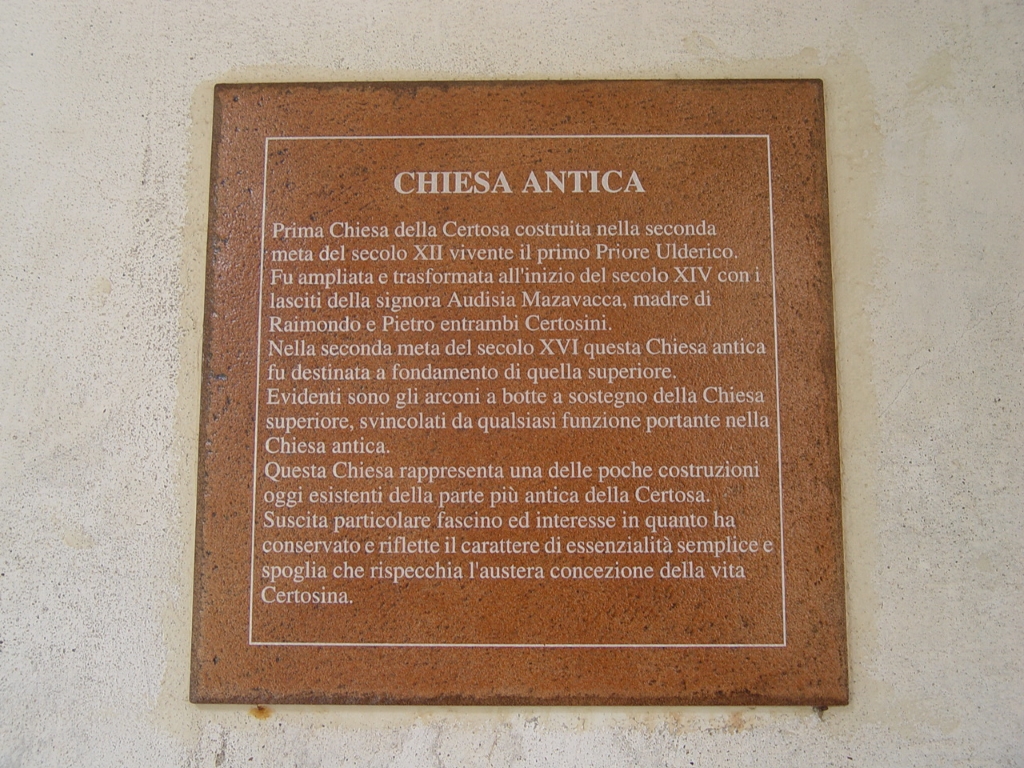 CHIESA ANTICA
Prima Chiesa della Certosa costruita nella seconda
meta del secolo XII vivente il primo Priore Ulderico.
Fu ampliata e trasformata all'inizio del secolo XIV con i
lasciti della signora Audisia Mazavacca, madre di
Raimondo e Pietro entrambi Certosini.
Nella seconda meta del secolo XVI questa Chiesa antica
fu destinata a fondamento di quella superiore.
Evidenti sono gli arconi a botte a sostegno della Chiesa
superiore, svincolati da qualsiasi funzione portante nella
Chiesa antica.
Questa Chiesa rappresenta una delle poche costruzioni
oggi esistenti della parte più antica della Certosa.
Suscita particolare fascino ed interesse in quanto ha
conservato e riflette il carattere di essenzialità semplice e
spoglia che rispecchia l'austera concezione della vita
Certosina.